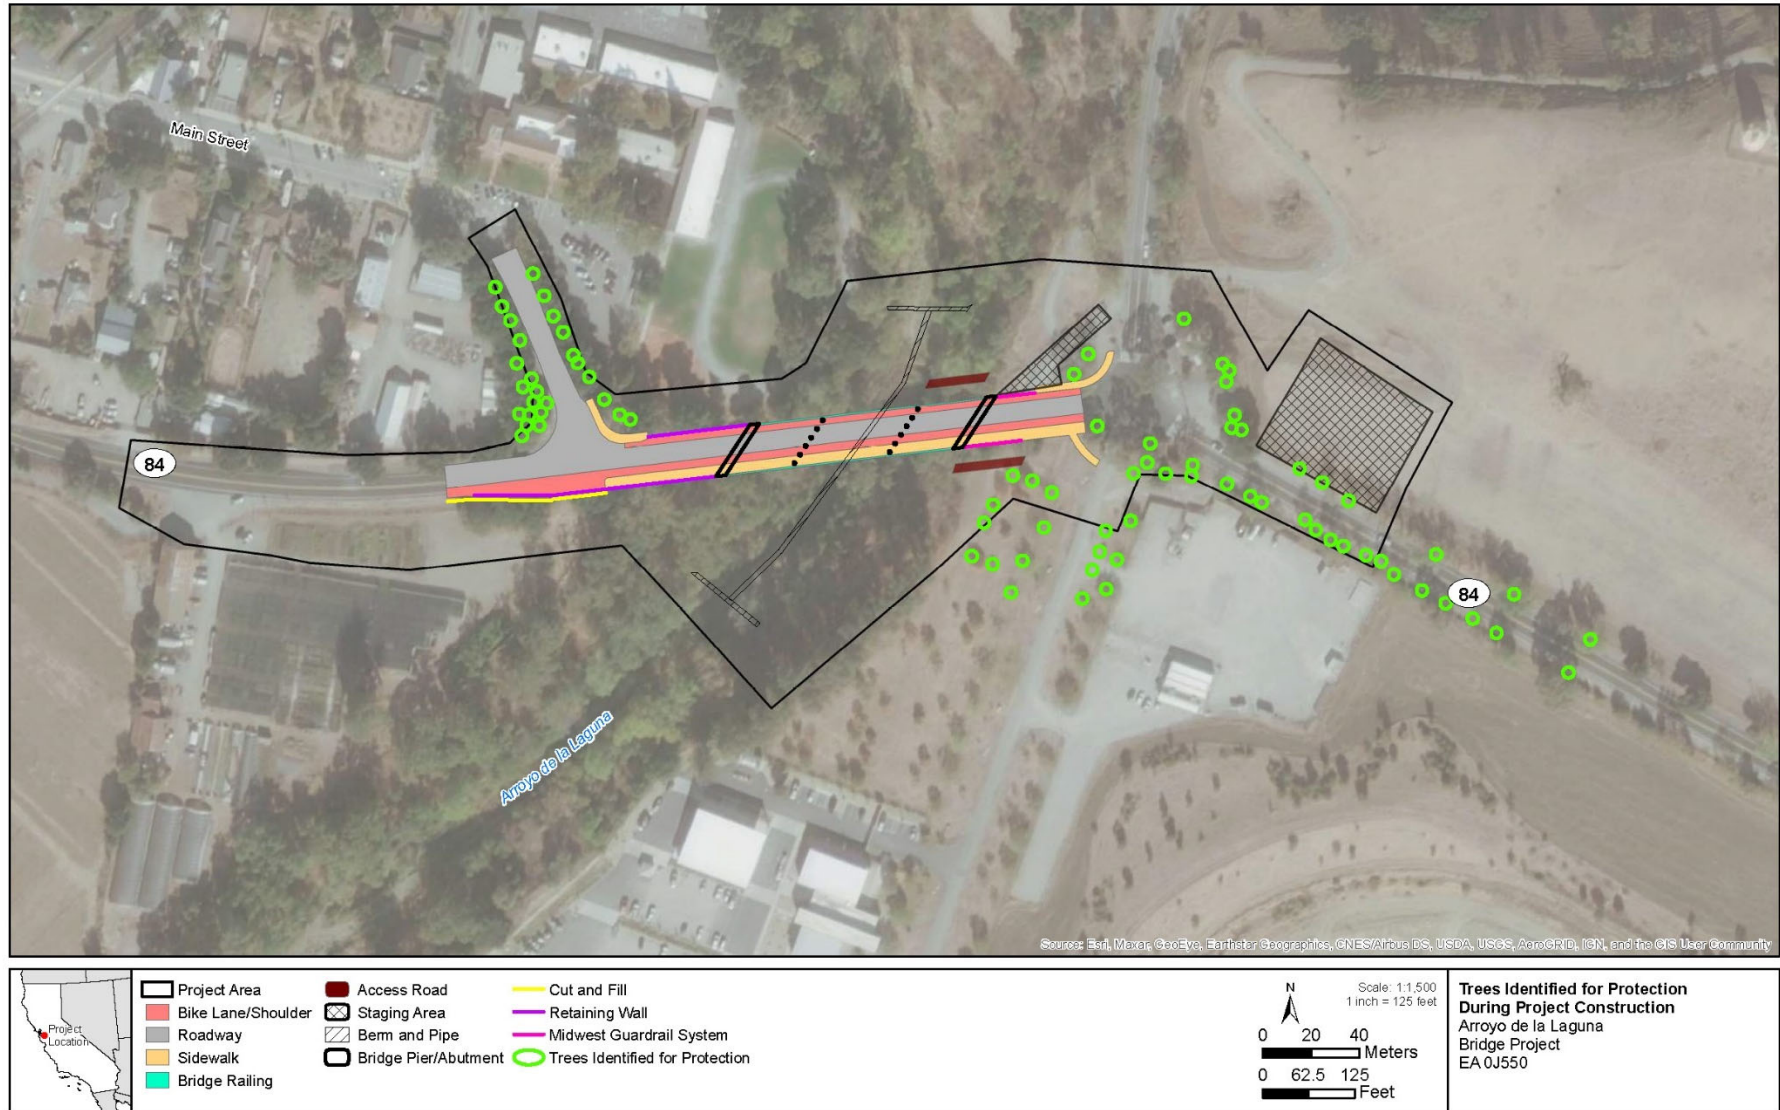 Main Street
84
84
Arroyo de la Laguna
Source: Esri, Maxar, GeoEye, Earthstar Geographics, CNES/Airbus DS, USDA, USGS, AeroGRID, IGN, and the GIS User Community
Project
Location
Project Area
Bike Lane/Shoulder
Roadway
Sidewalk
Bridge Railing
Access Road
Staging Area
Berm and Pipe
Bridge Pier/Abutment
Cut and Fill
Retaining Wall
Midwest Guardrail System
Trees Identified for Protection
N
Scale: 1:1,500
1 inch = 125 feet
0 20 40
Meters
0 62.5 125
Feet
Trees Identified for Protection
During Project Construction
Arroyo de la Laguna
Bridge Project
EA 0J550